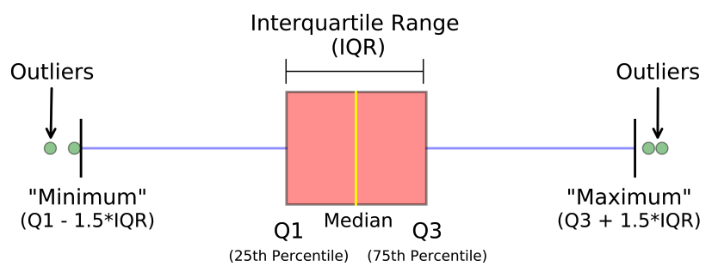 Interquartile Range
(IQR)
Outliers
Outliers
"Minimum"
(Q1 - 1.5*IQR)
"Maximum"
(Q3 + 1.5*IQR)
Q1
Median
Q3
(25th Percentile)
(75th Percentile)